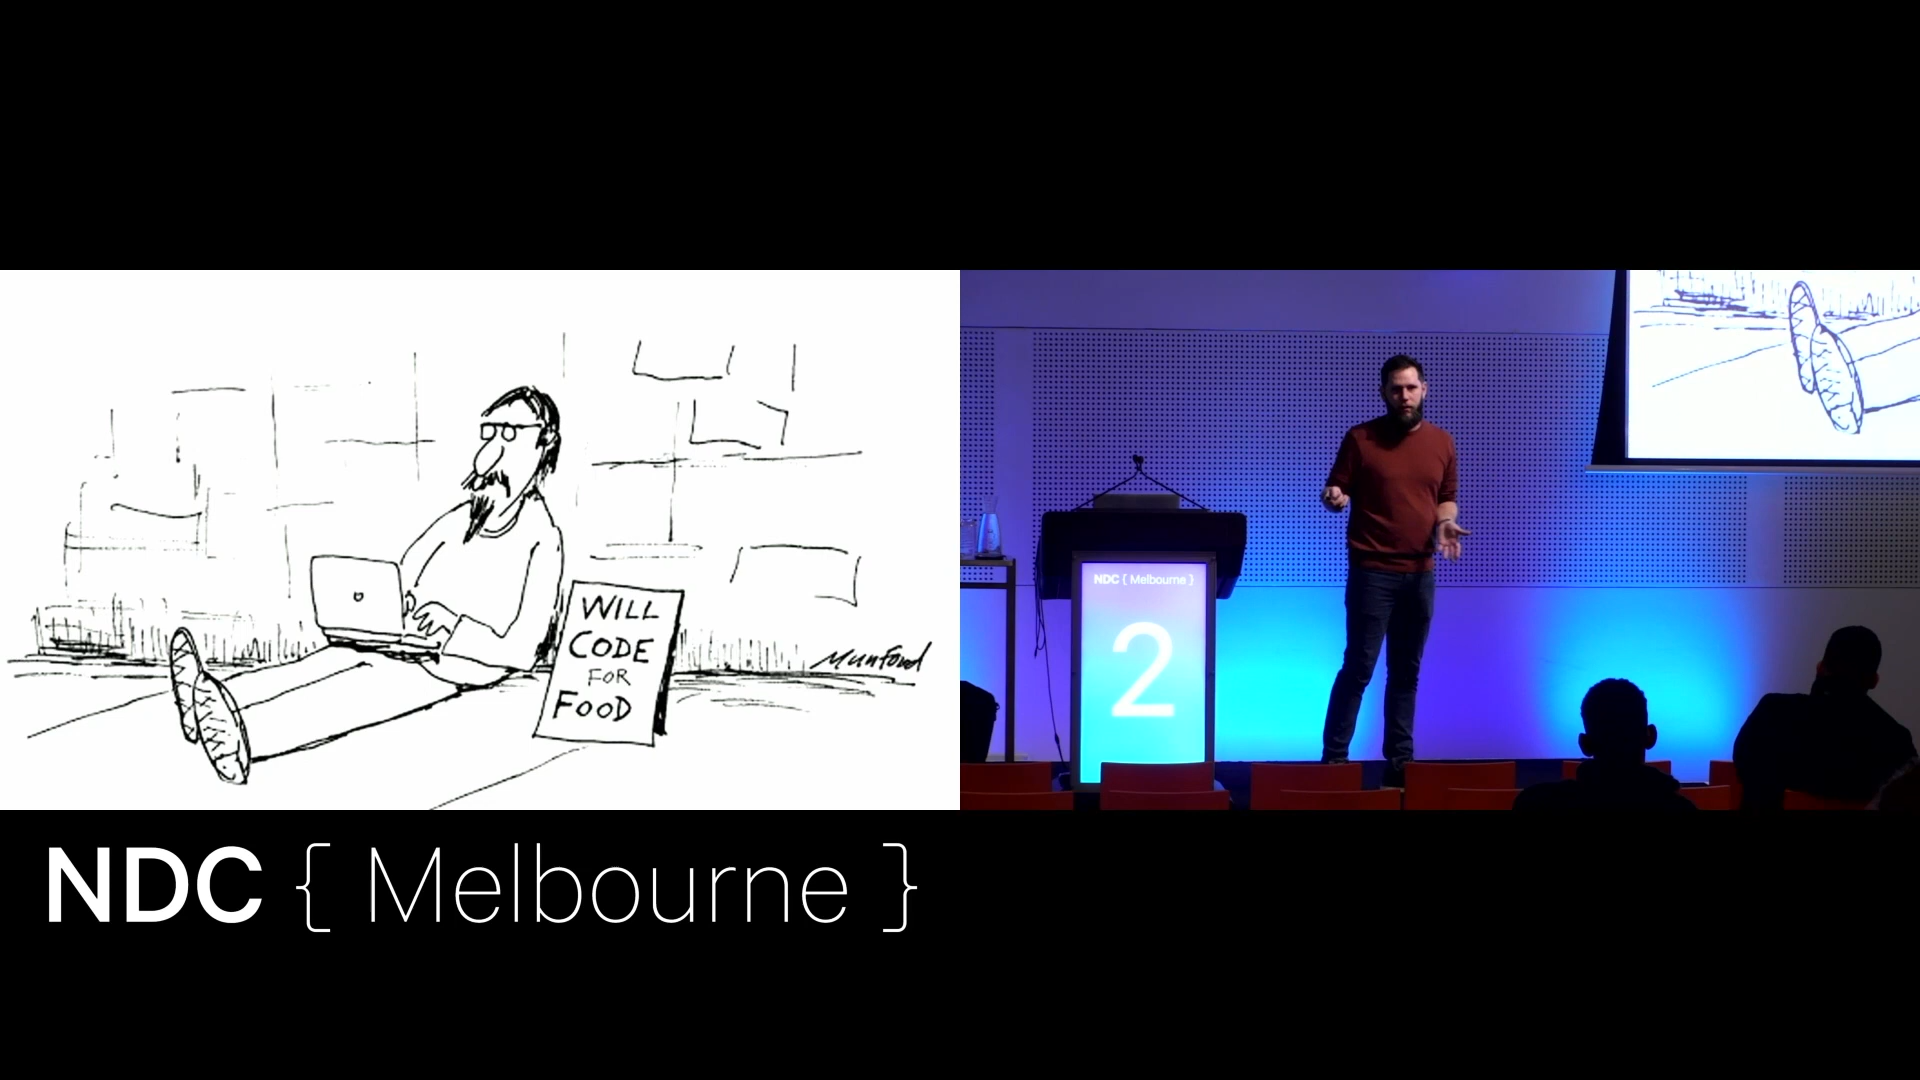 WILL
CODE
FOR
FOOD
Munford
NDC { Melbourne }
2
NDC { Melbourne }